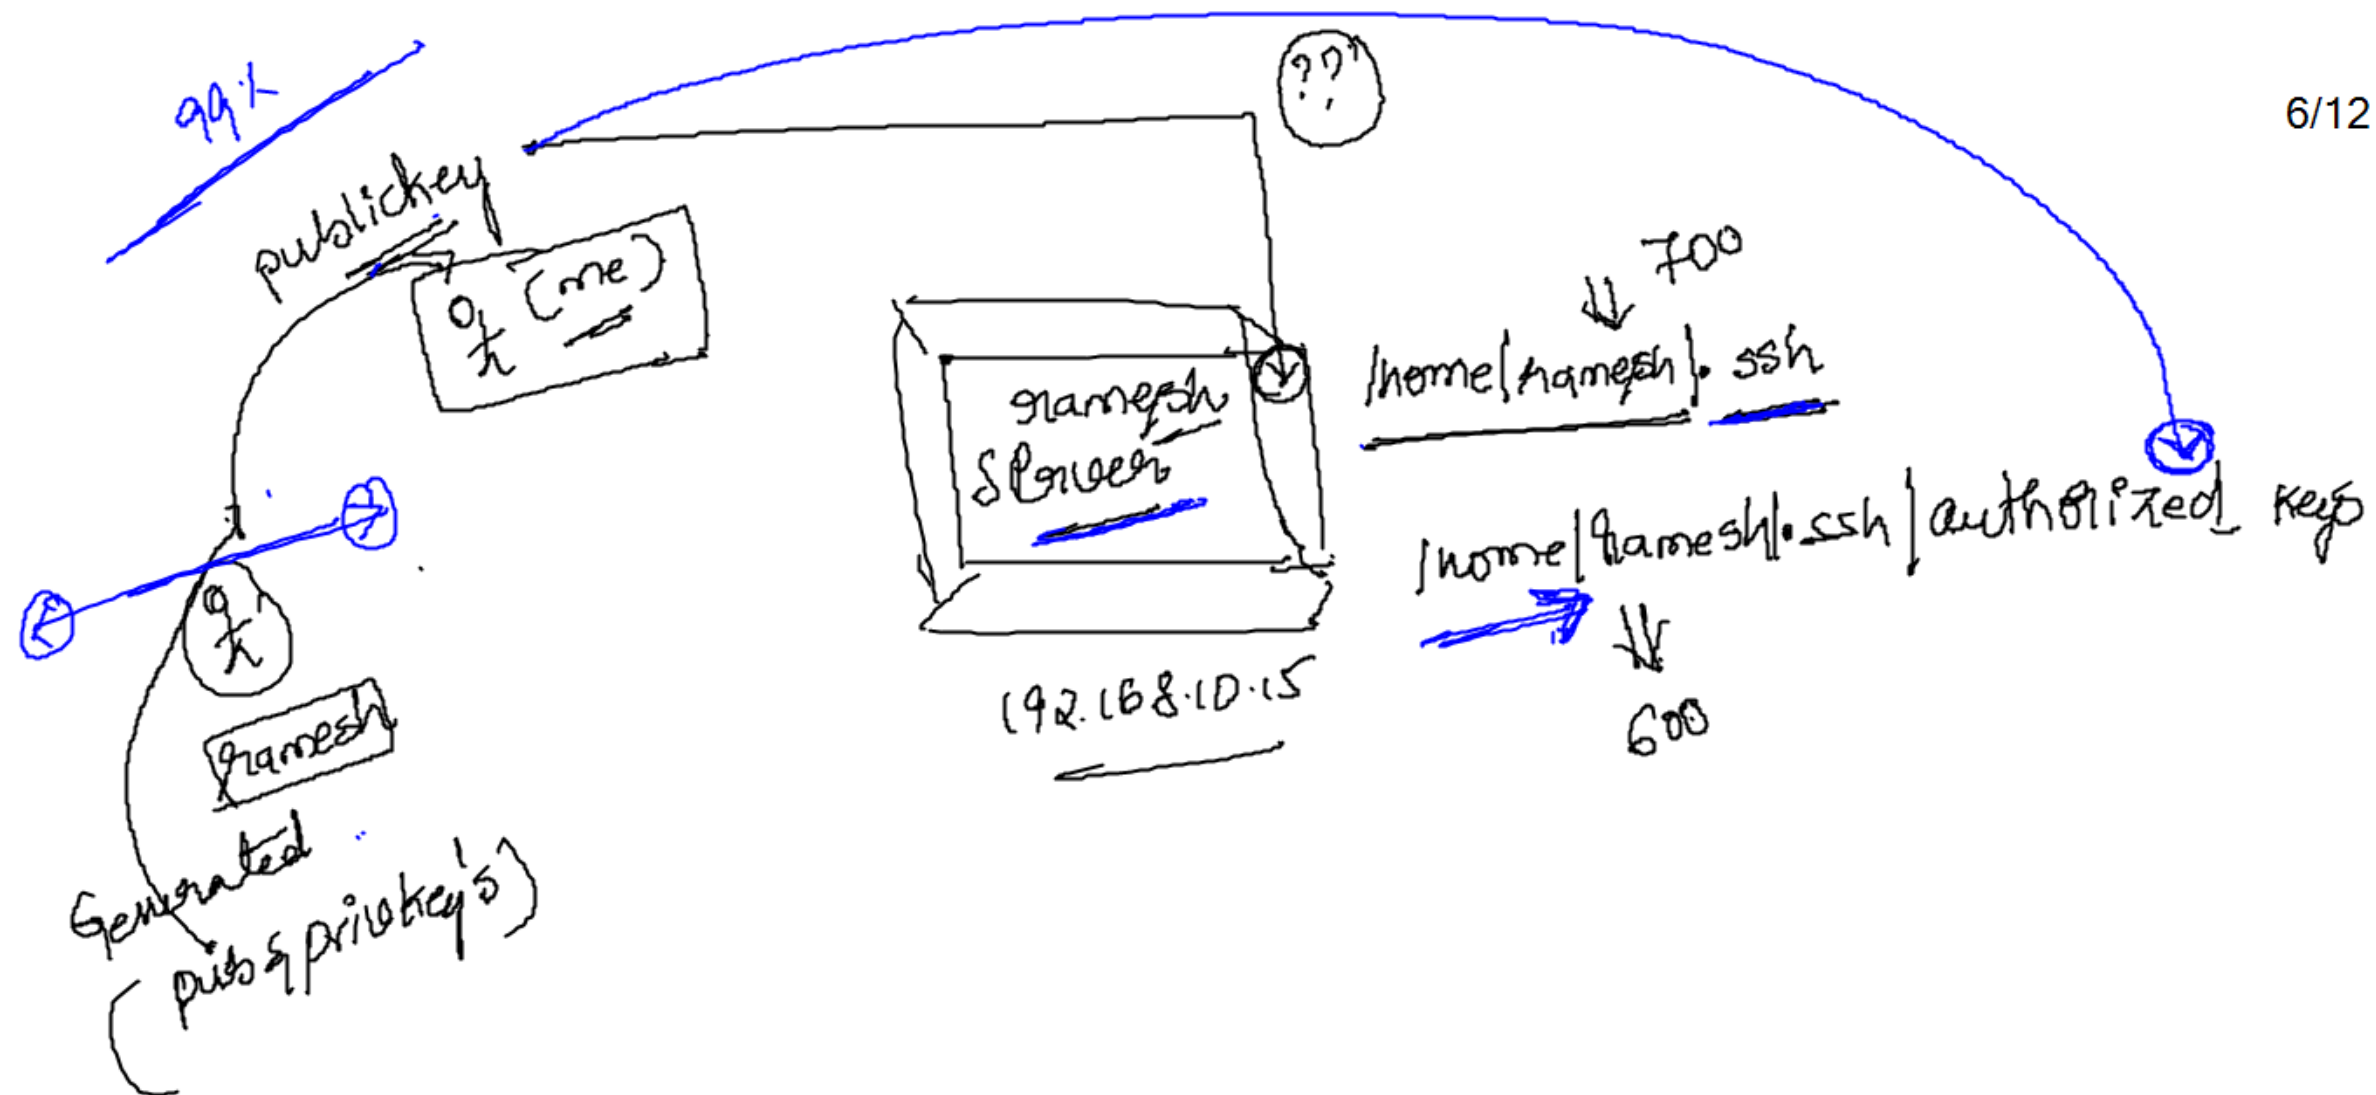 99%
??
6/12
publickey
(me)
700
/home/ramesh/.ssh
ramesh
server
/home/ramesh/.ssh/authorized_keys
192.168.10.15
600
ramesh
Generated
(pub & privkey's)